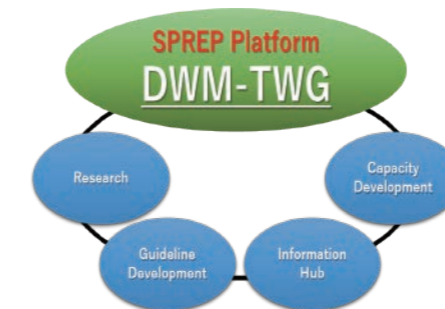 SPREP Platform
DWM-TWG
Research
Capacity
Development
Guideline
Development
Information
Hub